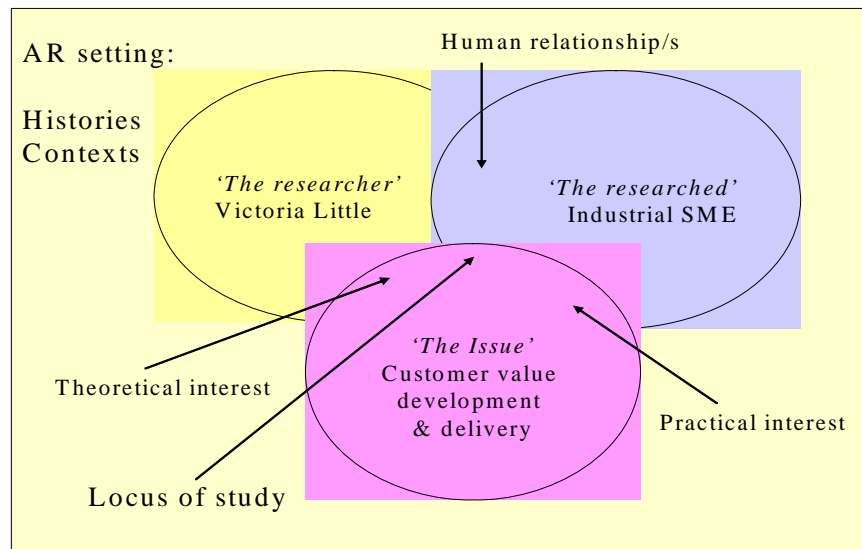 AR setting:
Histories
Contexts
Human relationship/s
‘The researcher’
Victoria Little
‘The researched’
Industrial SME
‘The Issue’
Customer value
development
& delivery
Theoretical interest
Practical interest
Locus of study